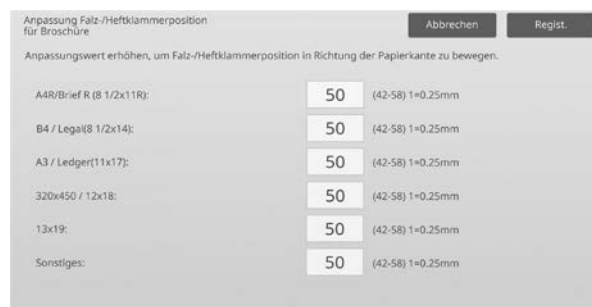 Anpassung Falz-/Heftklammerposition
für Broschüre
Abbrechen
Regist.
Anpassungswert erhöhen, um Falz-/Heftklammerposition in Richtung der Papierkante zu bewegen.
A4R/Brief R (8 1/2x11R): 50 (42-58) 1=0.25mm
B4 / Legal(8 1/2x14): 50 (42-58) 1=0.25mm
A3 / Ledger(11x17): 50 (42-58) 1=0.25mm
320x450 / 12x18: 50 (42-58) 1=0.25mm
13x19: 50 (42-58) 1=0.25mm
Sonstiges: 50 (42-58) 1=0.25mm